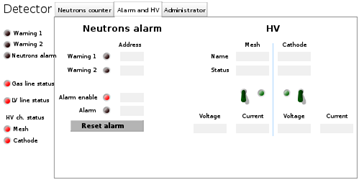 Detector
Neutrons counter Alarm and HV Administrator
Warning 1
Warning 2
Neutrons alarm
Gas line status
LV line status
HV ch. status
Mesh
Cathode
Neutrons alarm
Address
Warning 1
Warning 2
Alarm enable
Alarm
Reset alarm
HV
Mesh Cathode
Name
Status
Voltage Current Voltage Current